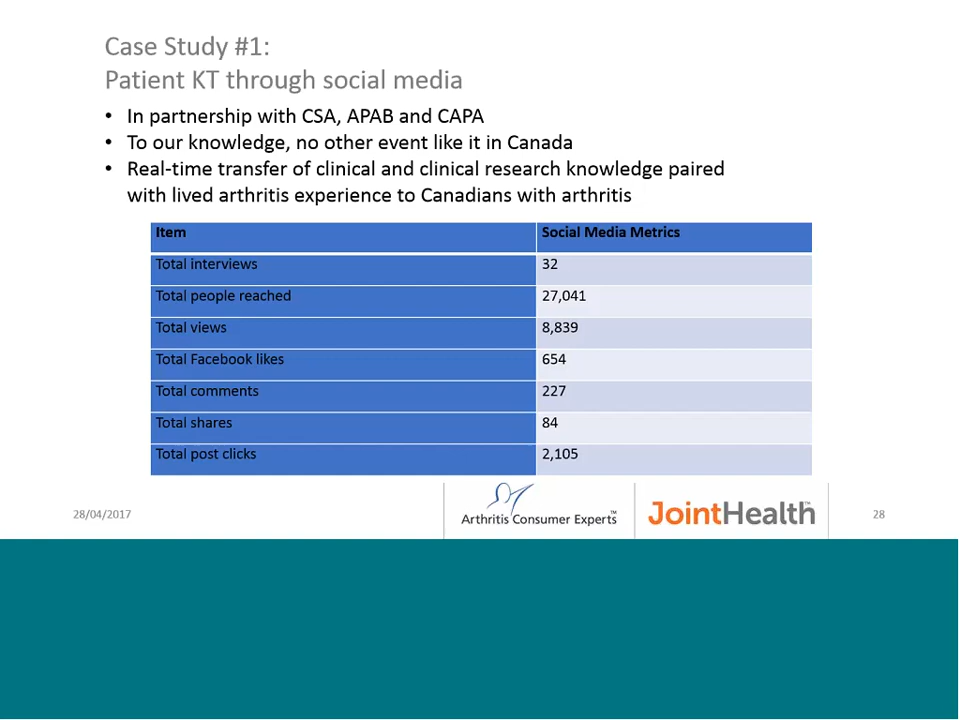 Case Study #1:
Patient KT through social media
• In partnership with CSA, APAB and CAPA
• To our knowledge, no other event like it in Canada
• Real-time transfer of clinical and clinical research knowledge paired
with lived arthritis experience to Canadians with arthritis
Item Social Media Metrics
Total interviews 32
Total people reached 27,041
Total views 8,839
Total Facebook likes 654
Total comments 227
Total shares 84
Total post clicks 2,105
28/04/2017
Arthritis Consumer Experts™
JointHealth™
28